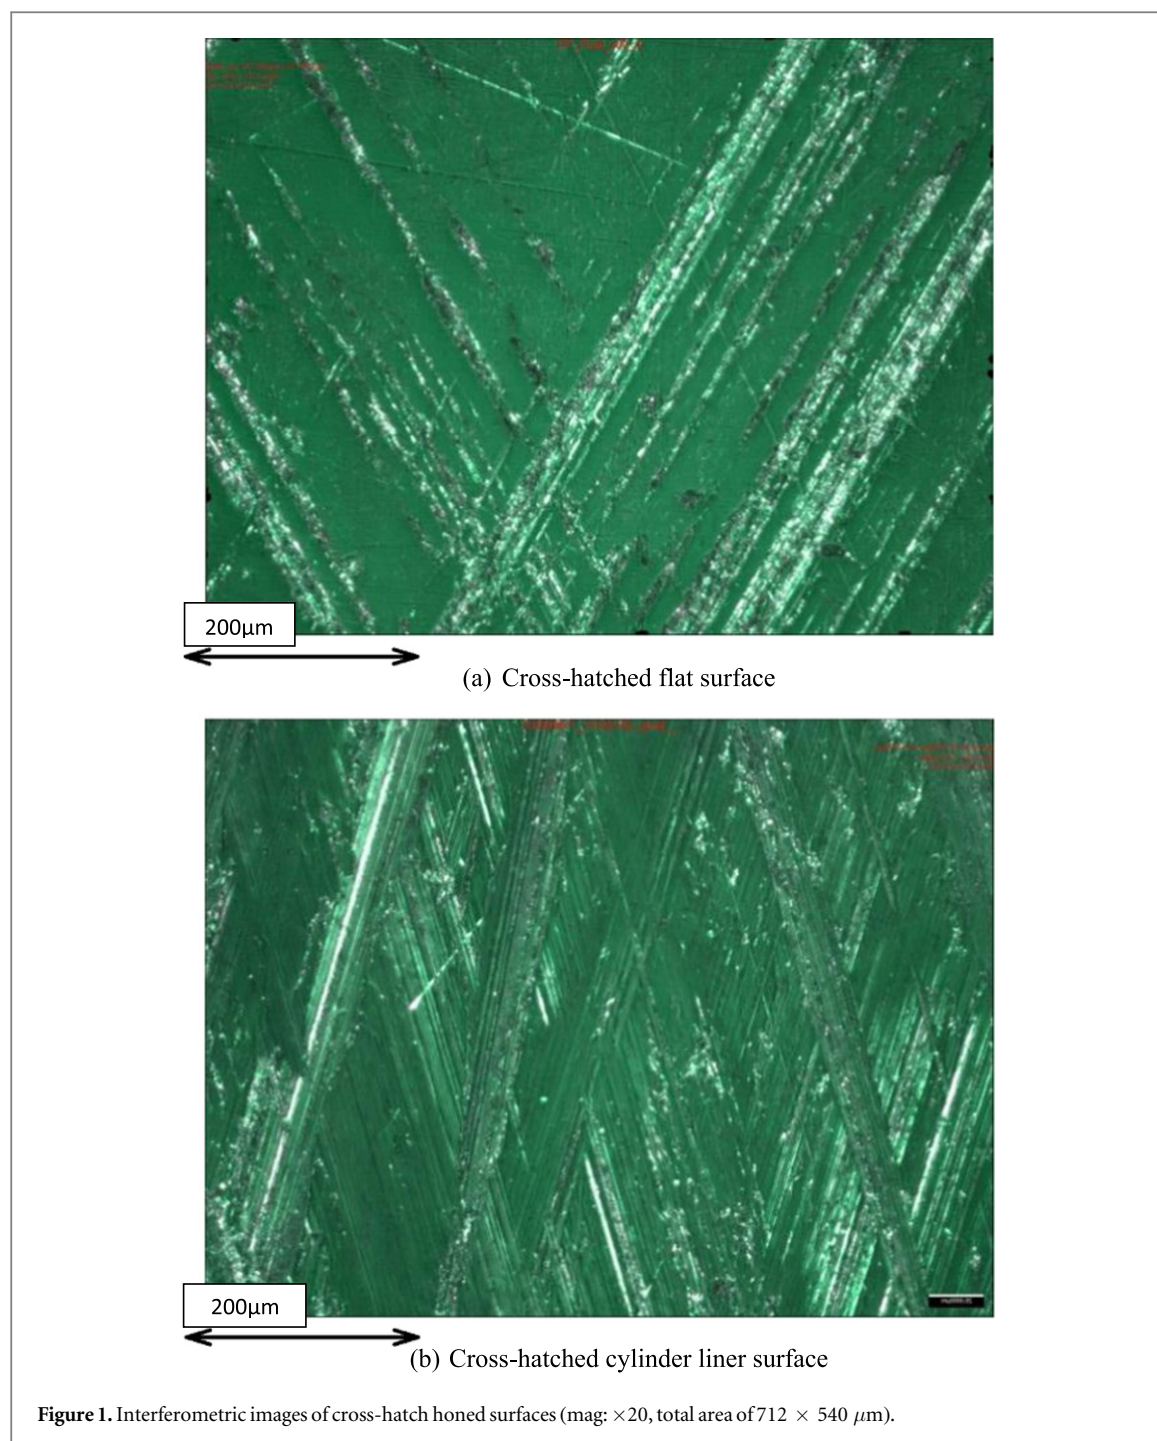 200μm
(a) Cross-hatched flat surface
200μm
(b) Cross-hatched cylinder liner surface
Figure 1. Interferometric images of cross-hatch honed surfaces (mag: ×20, total area of 712 × 540 μm).